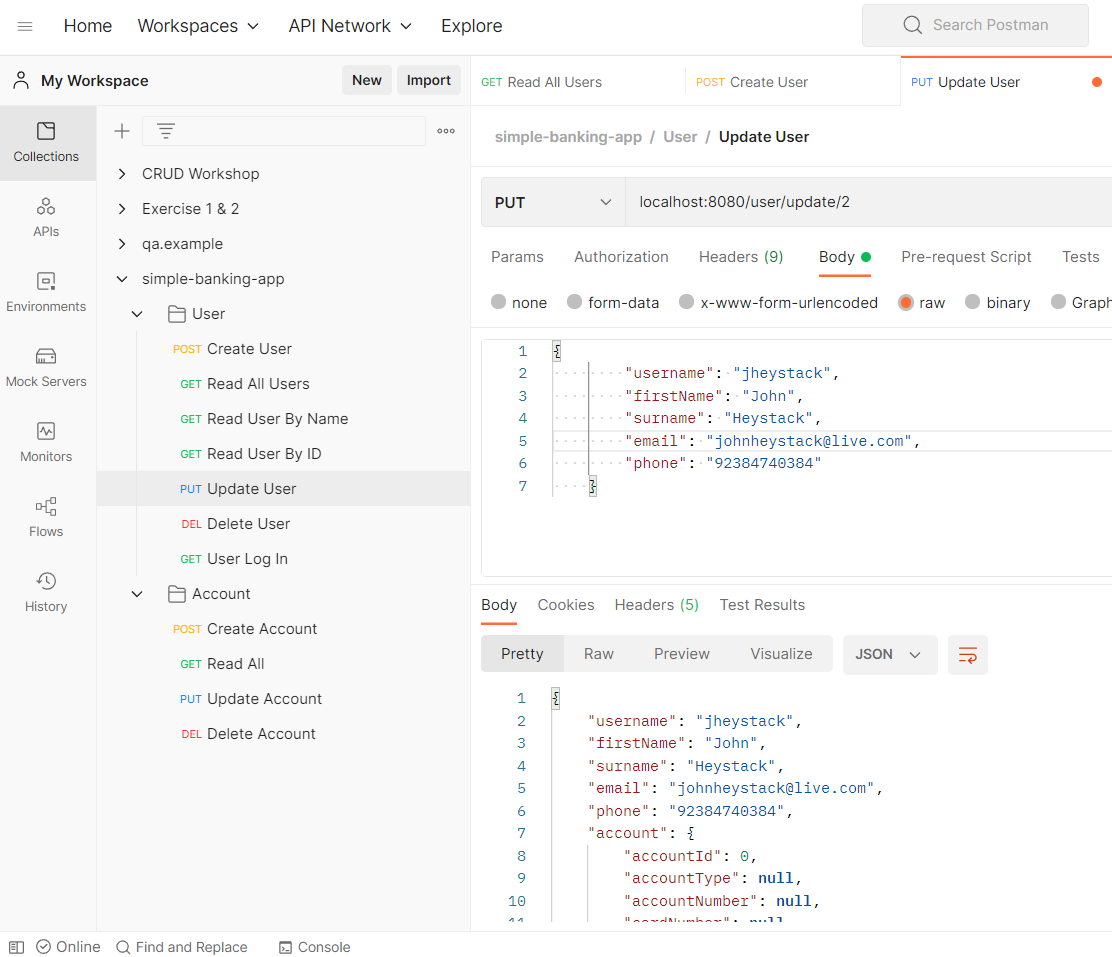 Home Workspaces API Network Explore Search Postman
My Workspace New Import
GET Read All Users POST Create User PUT Update User
Collections
APIs
Environments
Mock Servers
Monitors
Flows
History
CRUD Workshop
Exercise 1 & 2
qa.example
simple-banking-app
User
POST Create User
GET Read All Users
GET Read User By Name
GET Read User By ID
PUT Update User
DEL Delete User
GET User Log In
Account
POST Create Account
GET Read All
PUT Update Account
DEL Delete Account
simple-banking-app / User / Update User
PUT localhost:8080/user/update/2
Params Authorization Headers (9) Body Pre-request Script Tests
none form-data x-www-form-urlencoded raw binary Graph
1 {
2 "username": "jheystack",
3 "firstName": "John",
4 "surname": "Heystack",
5 "email": "johnheystack@live.com",
6 "phone": "92384740384"
7 }
Body Cookies Headers (5) Test Results
Pretty Raw Preview Visualize JSON
1 {
2 "username": "jheystack",
3 "firstName": "John",
4 "surname": "Heystack",
5 "email": "johnheystack@live.com",
6 "phone": "92384740384",
7 "account": {
8 "accountId": 0,
9 "accountType": null,
10 "accountNumber": null,
11 "cardNumber": null
Online Find and Replace Console